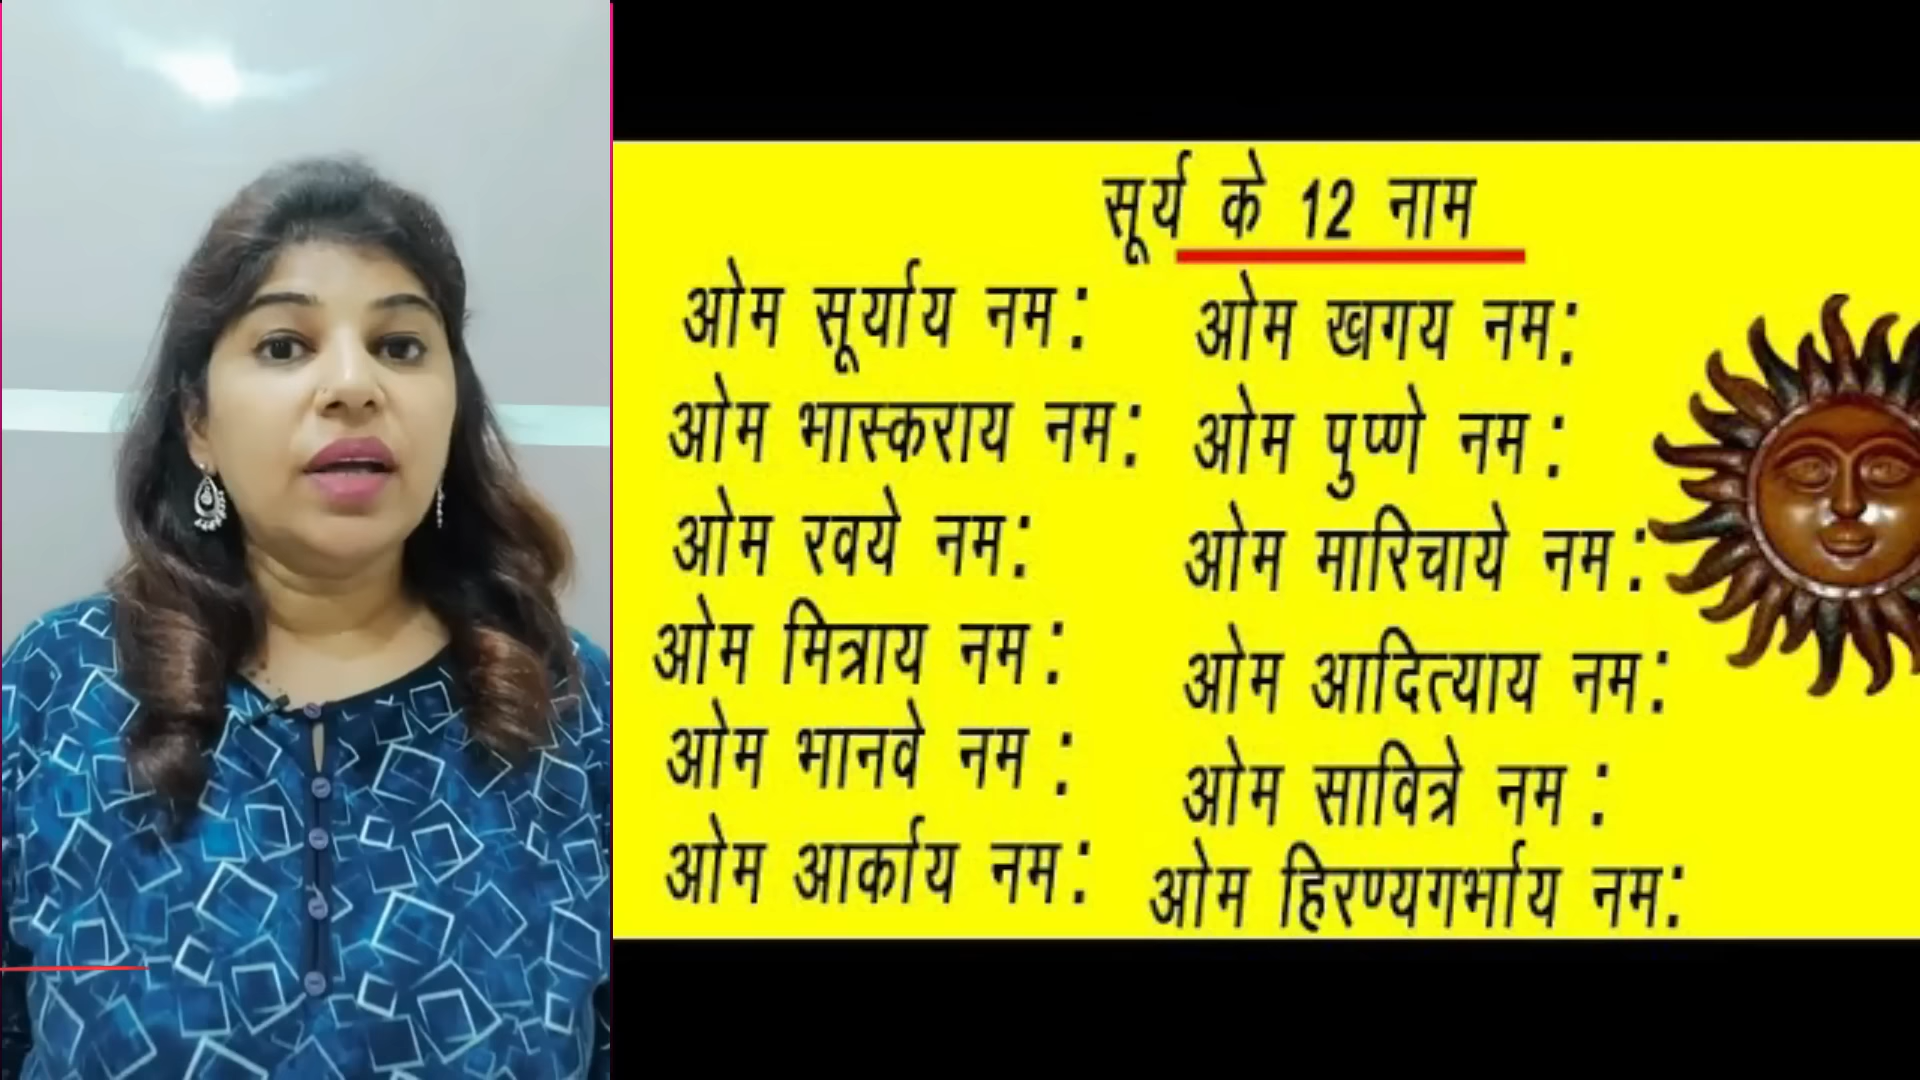 सूर्य के 12 नाम
ओम सूर्याय नम:
ओम भास्कराय नम:
ओम रवये नम:
ओम मित्राय नम :
ओम भानवे नम :
ओम आर्काय नम:
ओम खगय नम:
ओम पुष्णे नम :
ओम मारिचाये नम :
ओम आदित्याय नम:
ओम सावित्रे नम :
ओम हिरण्यगर्भाय नम: